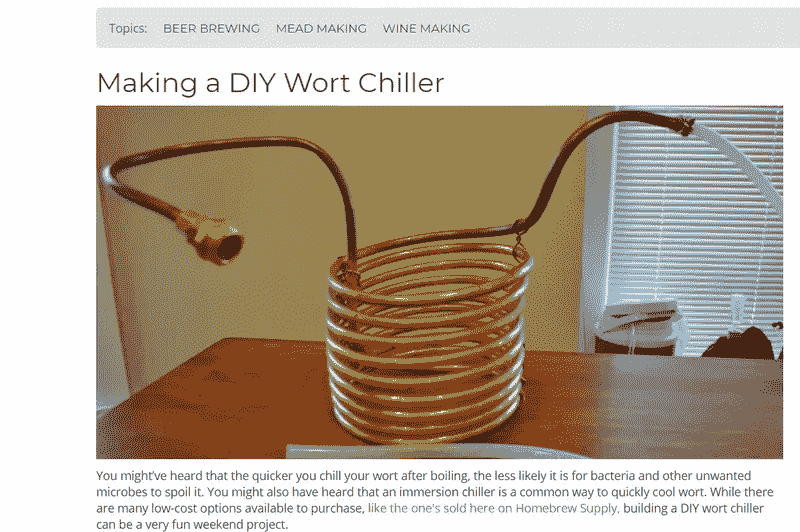 Topics: BEER BREWING MEAD MAKING WINE MAKING
Making a DIY Wort Chiller
You might've heard that the quicker you chill your wort after boiling, the less likely it is for bacteria and other unwanted
microbes to spoil it. You might also have heard that an immersion chiller is a common way to quickly cool wort. While there
are many low-cost options available to purchase, like the one's sold here on Homebrew Supply, building a DIY wort chiller
can be a very fun weekend project.